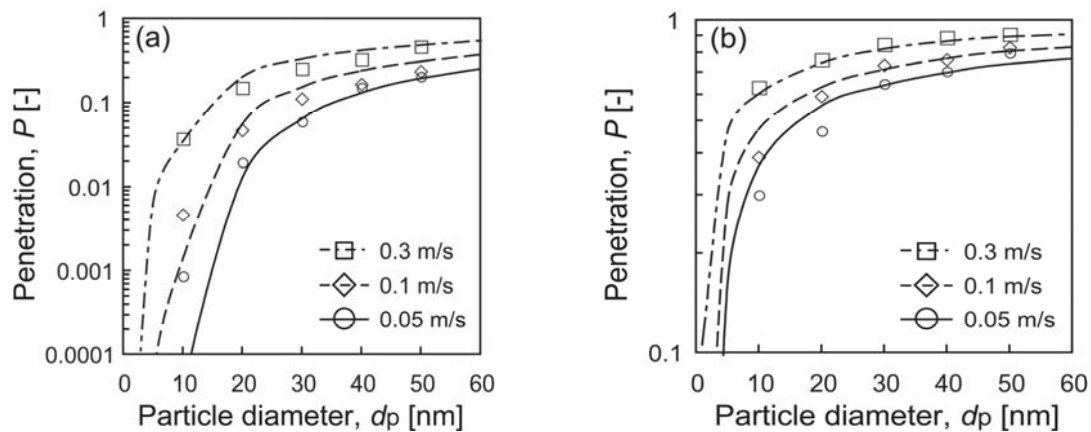 (a)
Penetration, P [-]
1
0.1
0.01
0.001
0.0001
0.3 m/s
0.1 m/s
0.05 m/s
0 10 20 30 40 50 60
Particle diameter, dp [nm]
(b)
Penetration, P [-]
1
0.1
0.3 m/s
0.1 m/s
0.05 m/s
0 10 20 30 40 50 60
Particle diameter, dp [nm]